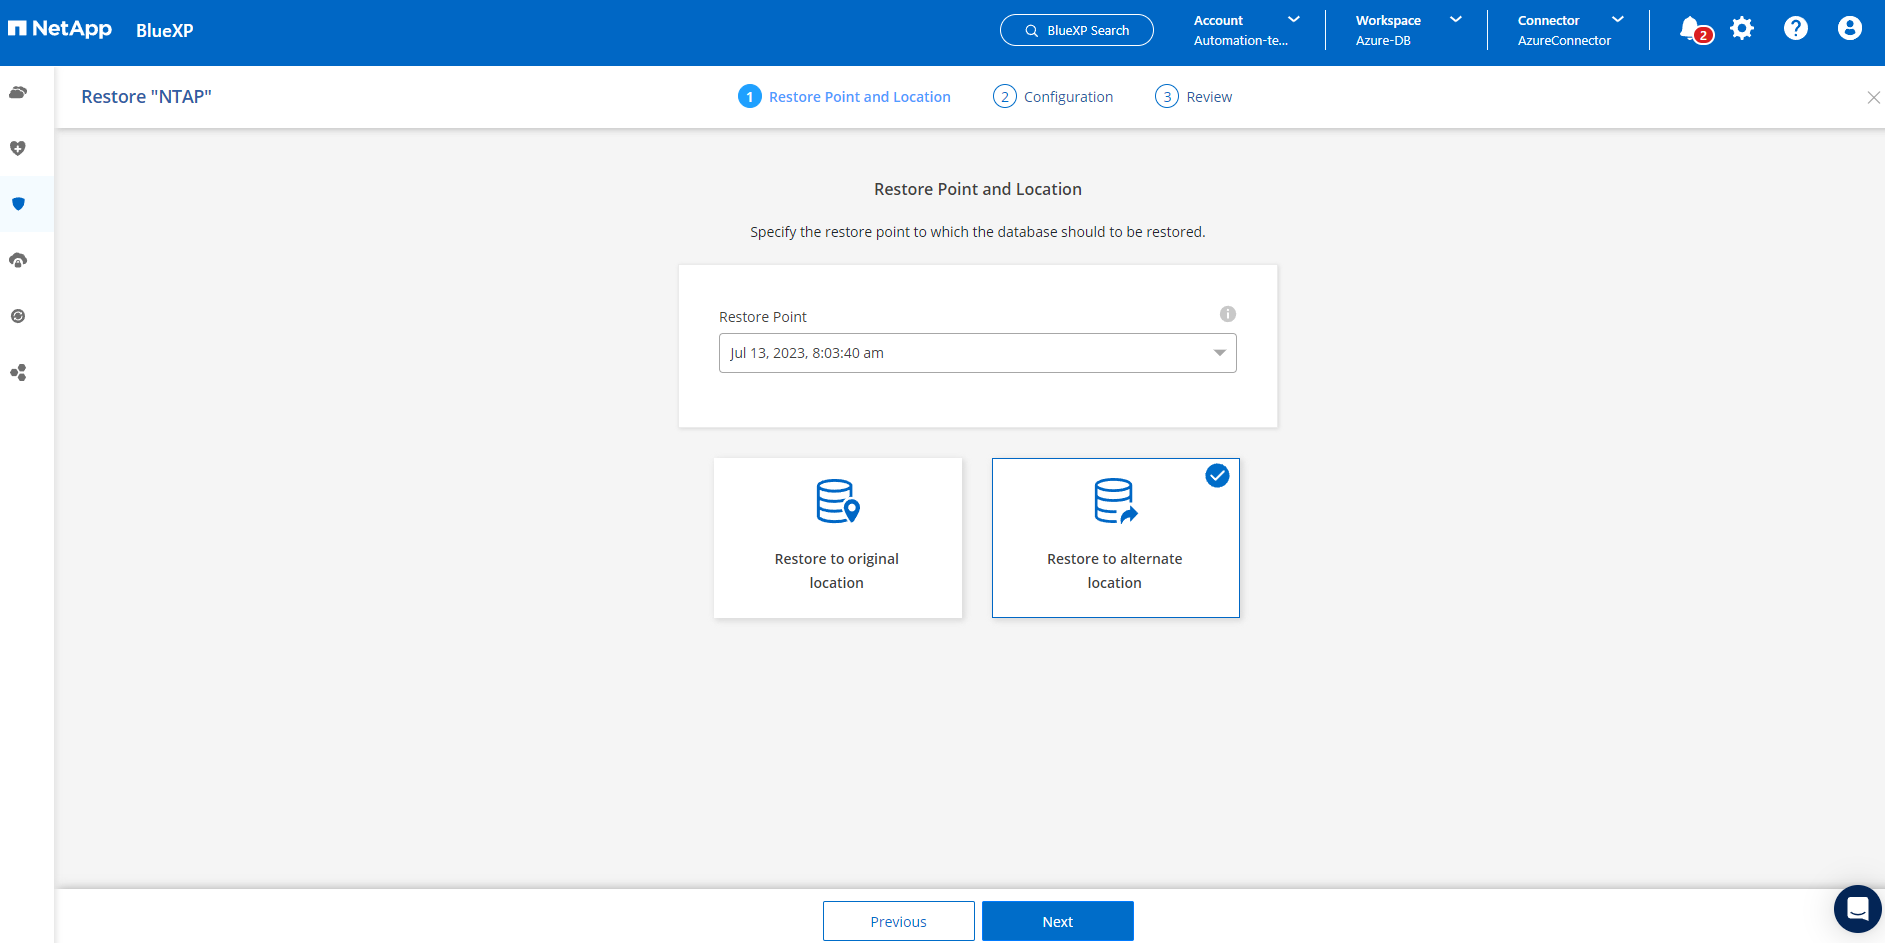 NetApp BlueXP
BlueXP Search
Account
Automation-te...
Workspace
Azure-DB
Connector
AzureConnector
2
?
Restore "NTAP"
1 Restore Point and Location
2 Configuration
3 Review
Restore Point and Location
Specify the restore point to which the database should to be restored.
Restore Point
i
Jul 13, 2023, 8:03:40 am
Restore to original
location
Restore to alternate
location
Previous
Next